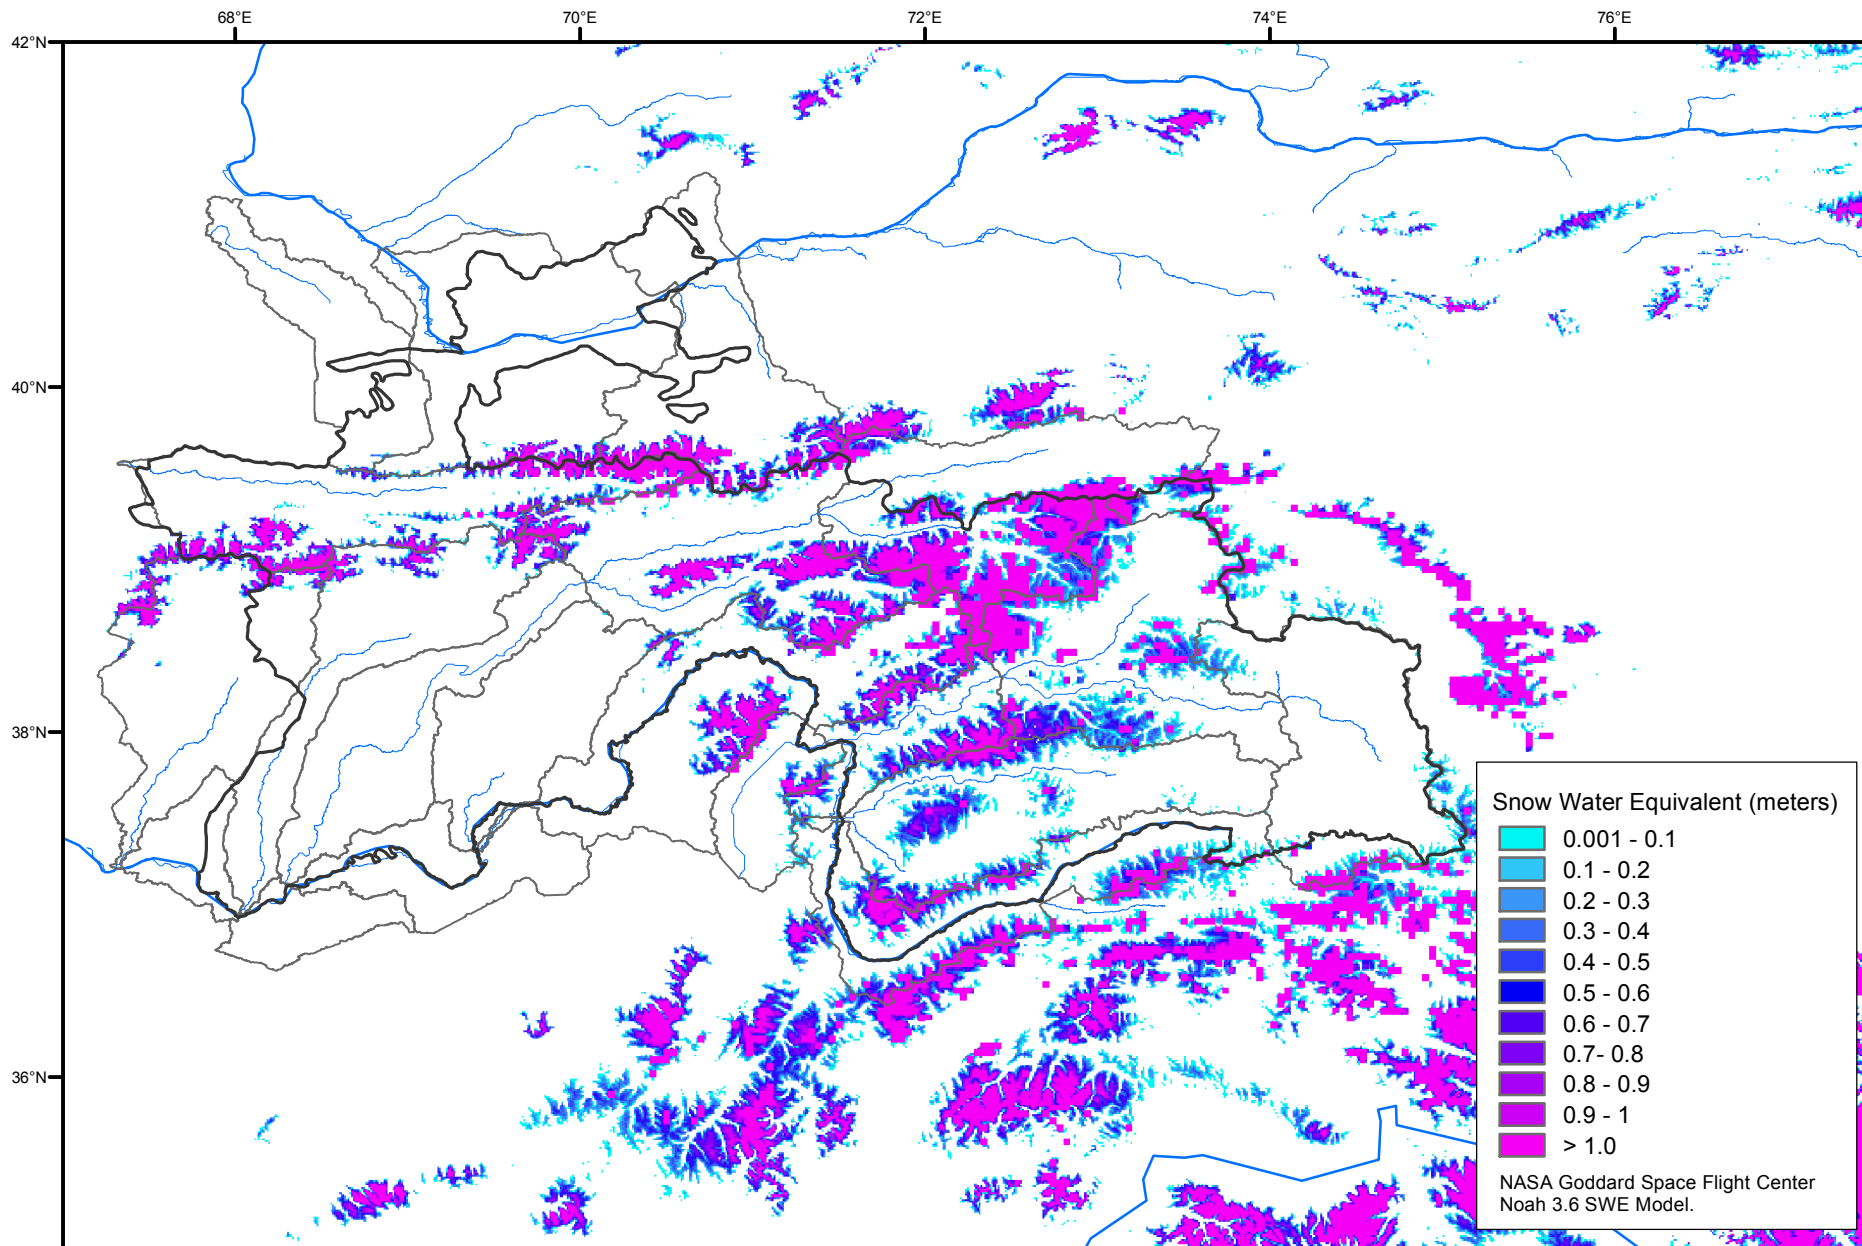 68°E 70°E 72°E 74°E 76°E
42°N
40°N
38°N
36°N
Snow Water Equivalent (meters)
0.001 - 0.1
0.1 - 0.2
0.2 - 0.3
0.3 - 0.4
0.4 - 0.5
0.5 - 0.6
0.6 - 0.7
0.7- 0.8
0.8 - 0.9
0.9 - 1
> 1.0
NASA Goddard Space Flight Center
Noah 3.6 SWE Model.